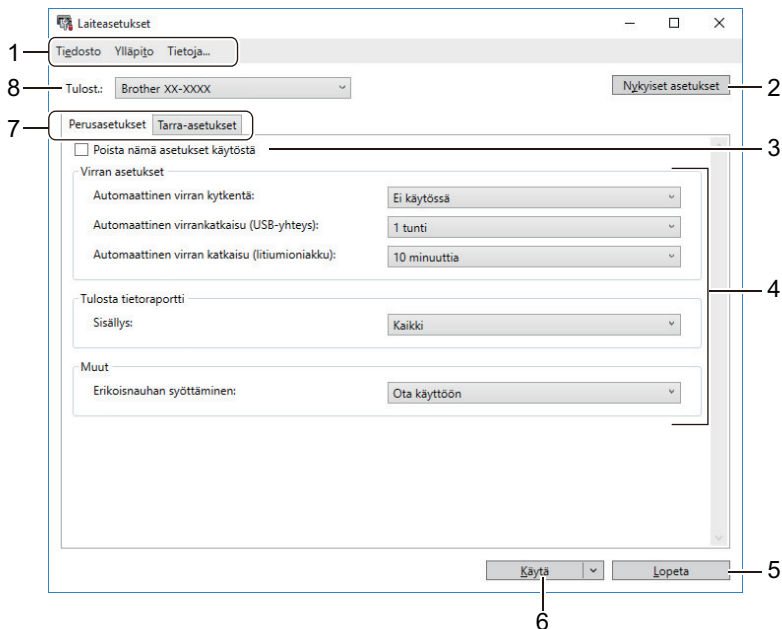 Laiteasetukset
1 Tiedosto Ylläpito Tietoja...
8 Tulost.: Brother XX-XXXX Nykyiset asetukset 2
7 Perusasetukset Tarra-asetukset
Poista nämä asetukset käytöstä 3
Virran asetukset
Automaattinen virran kytkentä: Ei käytössä
Automaattinen virrankatkaisu (USB-yhteys): 1 tunti
Automaattinen virran katkaisu (litiumioniakku): 10 minuuttia
4
Tulosta tietoraportti
Sisällys: Kaikki
Muut
Erikoisnauhan syöttäminen: Ota käyttöön
Käytä Lopeta 5
6